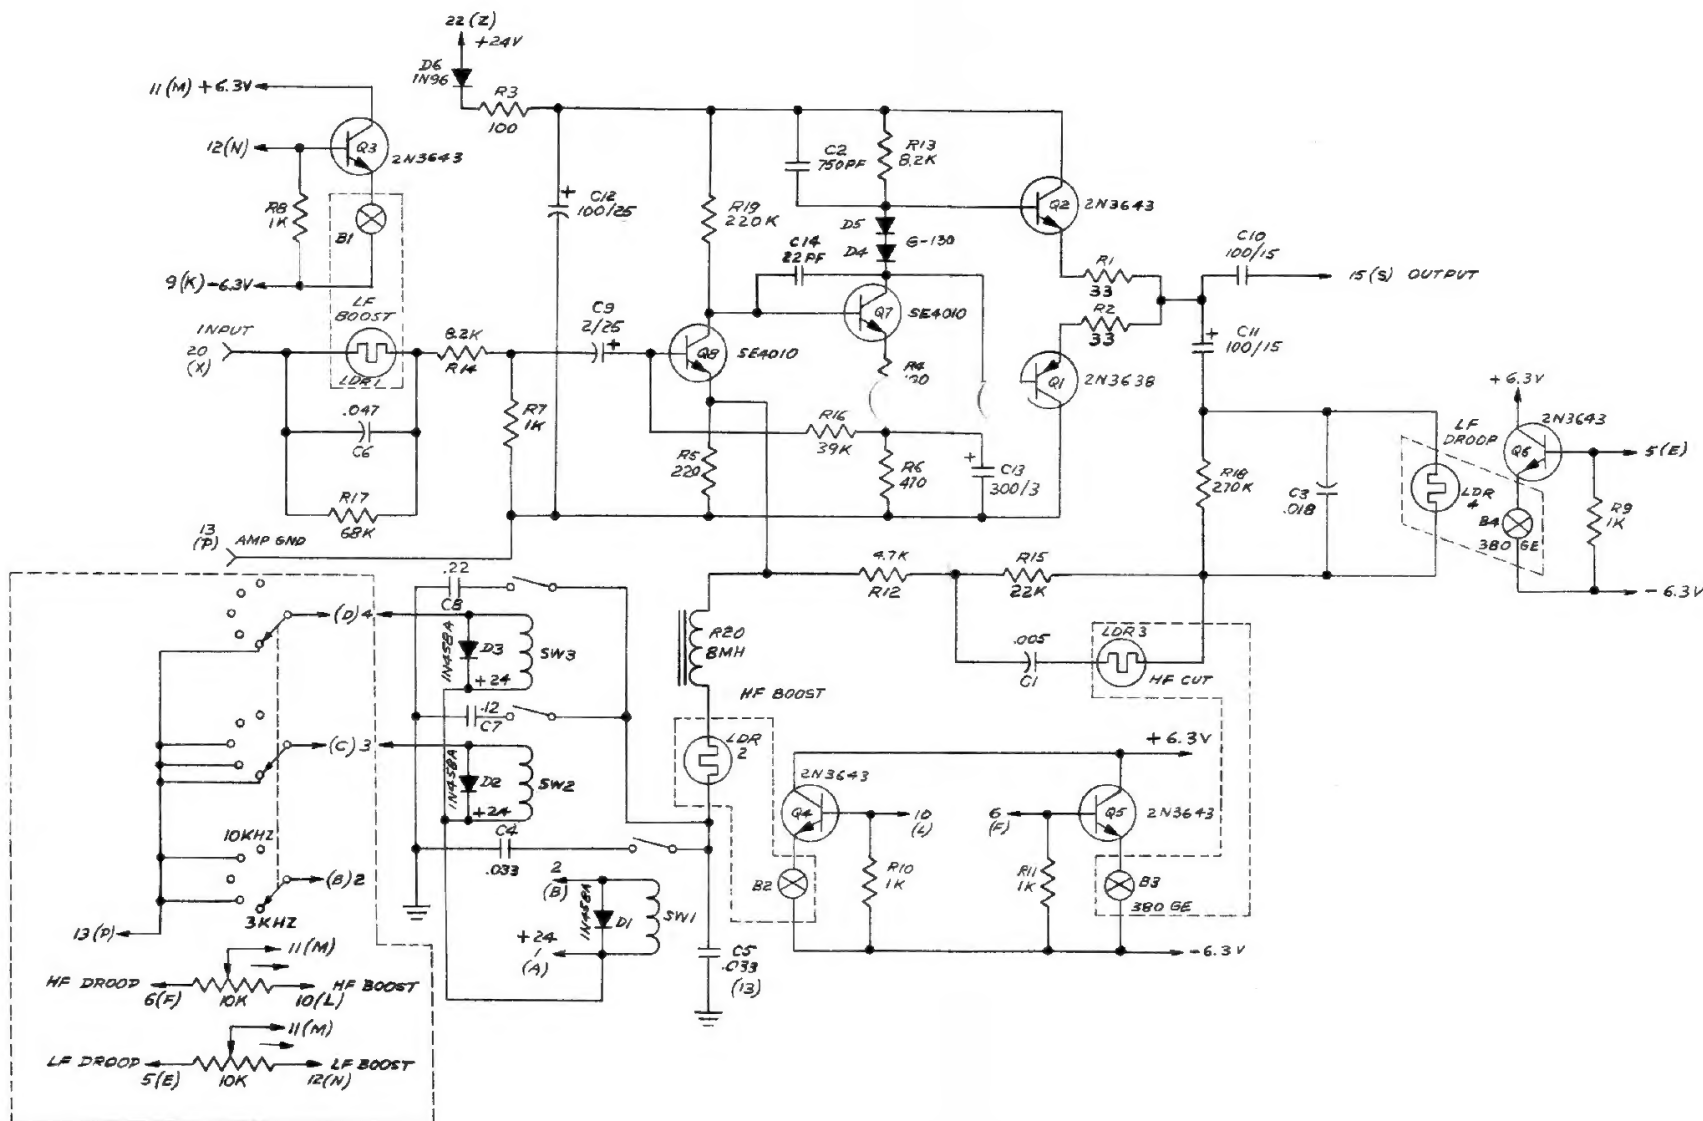 22(Z)
+24V
D6
1N96
R3
100
11(M) +6.3V
12(N)
Q3
2N3643
R8
1K
B1
9(K) -6.3V
LF
BOOST
LDR1
INPUT
20
(X)
8.2K
R14
.047
C6
R17
68K
R7
1K
13
(P)
AMP GND
C12
100/25
C9
2/25
R19
220K
C2
750PF
R13
8.2K
D5
D4
G-130
C14
22PF
Q7
SE4010
Q8
SE4010
R4
R16
39K
R5
220
R6
470
C13
300/3
Q2
2N3643
R1
33
R2
33
Q1
2N3638
C10
100/15
15(S) OUTPUT
C11
100/15
R18
270K
C3
.018
LF
DROOP
LDR
4
+6.3V
2N3643
Q6
5(E)
R9
1K
B4
380 GE
-6.3V
4.7K
R12
R15
22K
.005
C1
LDR3
HF CUT
R20
8MH
HF BOOST
LDR
2
2N3643
Q4
10
(L)
R10
1K
B2
+6.3V
6
(F)
Q5
2N3643
R11
1K
B3
380 GE
-6.3V
.22
C8
(D)4
1N458A
D3
+24
SW3
.12
C7
(C)3
1N458A
D2
+24
SW2
C4
.033
2
(B)
1N458A
D1
SW1
+24
1
(A)
C5
.033
(13)
10KHZ
(B)2
3KHZ
13(P)
11(M)
HF DROOP
6(F)
10K
10(L)
HF BOOST
11(M)
LF DROOP
5(E)
10K
12(N)
LF BOOST